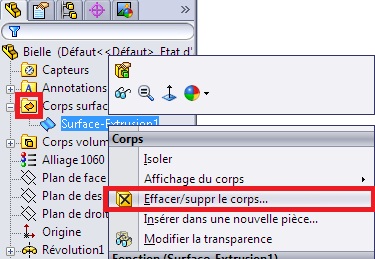 Bielle (Défaut<<Défaut>_Etat d'
Capteurs
Annotations
Corps surfac
Surface-Extrusion1
Corps volum
Alliage 1060
Plan de face
Plan de des
Plan de droit
Origine
Révolution1
Corps
Isoler
Affichage du corps
Effacer/suppr le corps...
Insérer dans une nouvelle pièce...
Modifier la transparence
Fonction (Surface-Extrusion1)